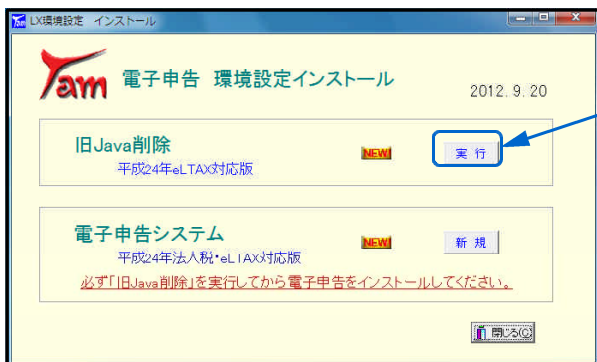 LX環境設定 インストール
Tam 電子申告 環境設定インストール
2012. 9. 20
旧Java削除
NEW!
実 行
平成24年eLTAX対応版
電子申告システム
NEW!
新 規
平成24年法人税・eLTAX対応版
必ず「旧Java削除」を実行してから電子申告をインストールしてください。
閉じる(C)